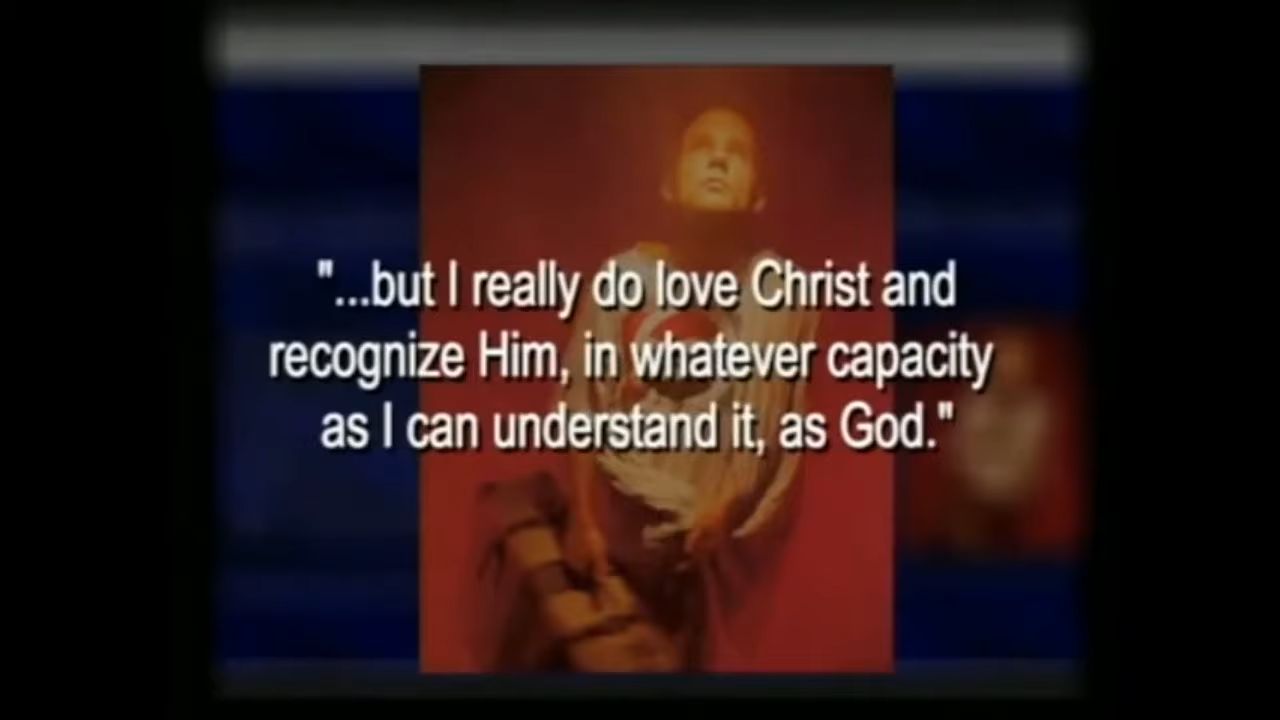 "...but I really do love Christ and
recognize Him, in whatever capacity
as I can understand it, as God."